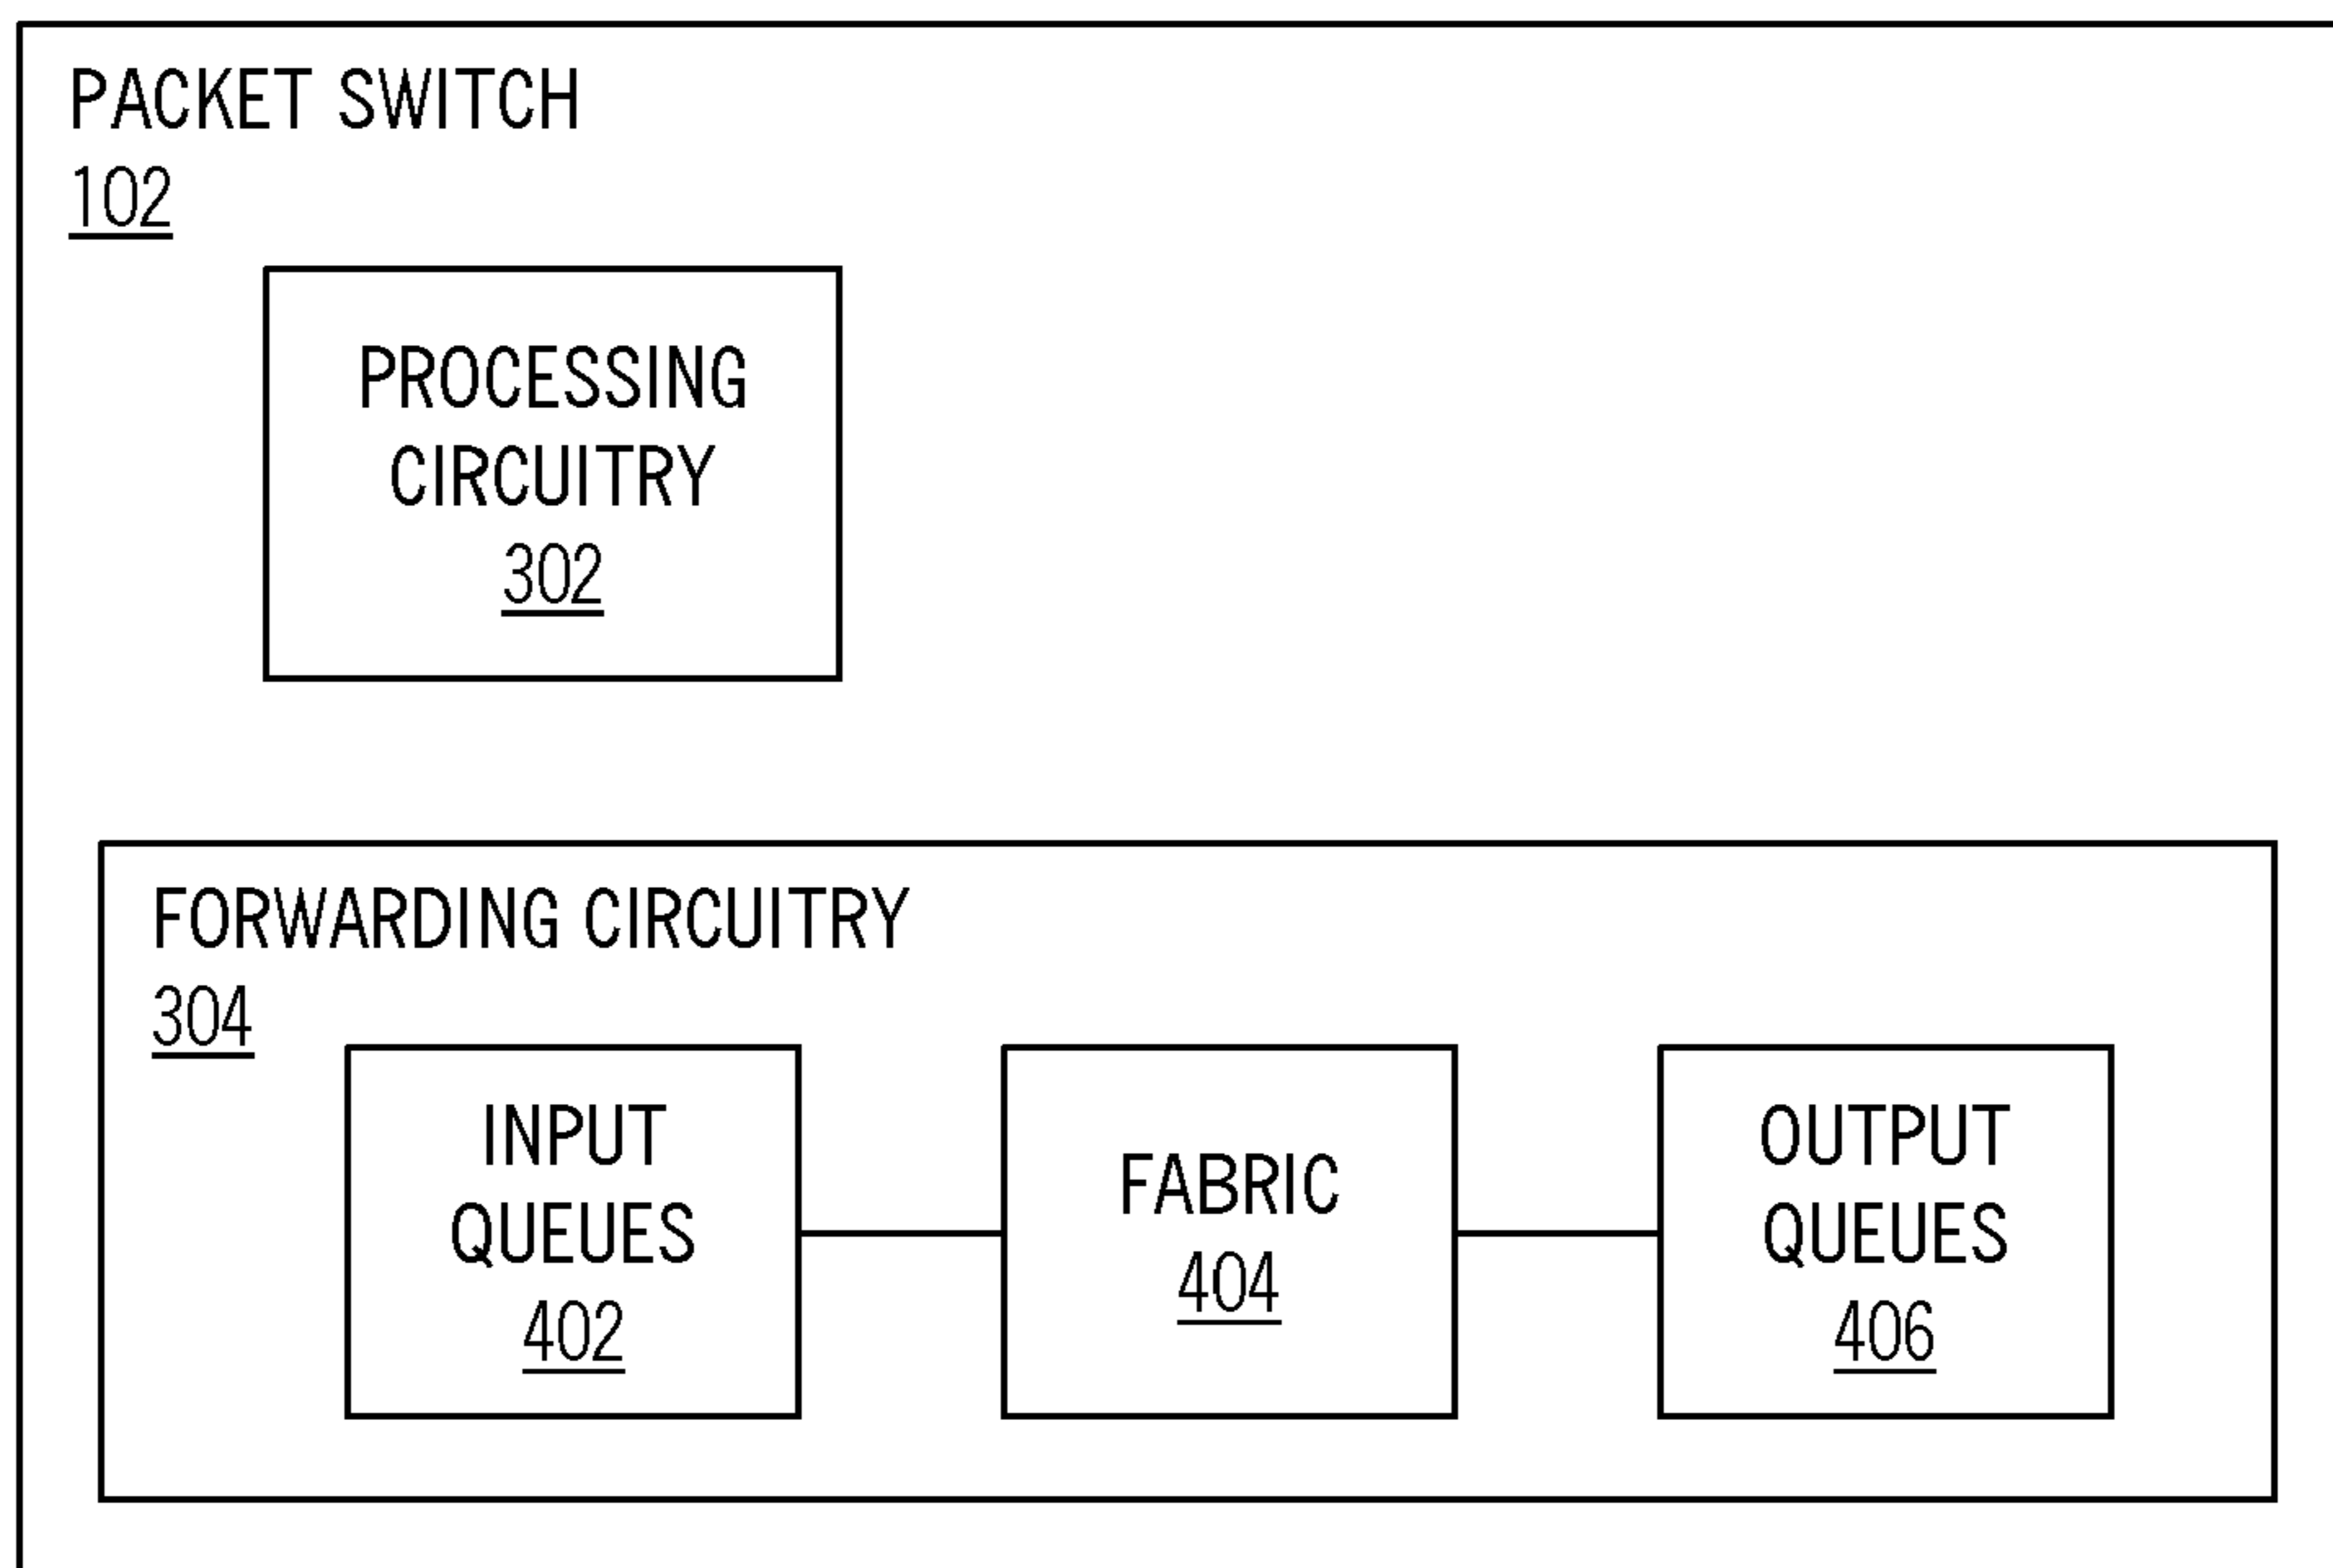 PACKET SWITCH
102
PROCESSING
CIRCUITRY
302
FORWARDING CIRCUITRY
304
INPUT
QUEUES
402
FABRIC
404
OUTPUT
QUEUES
406